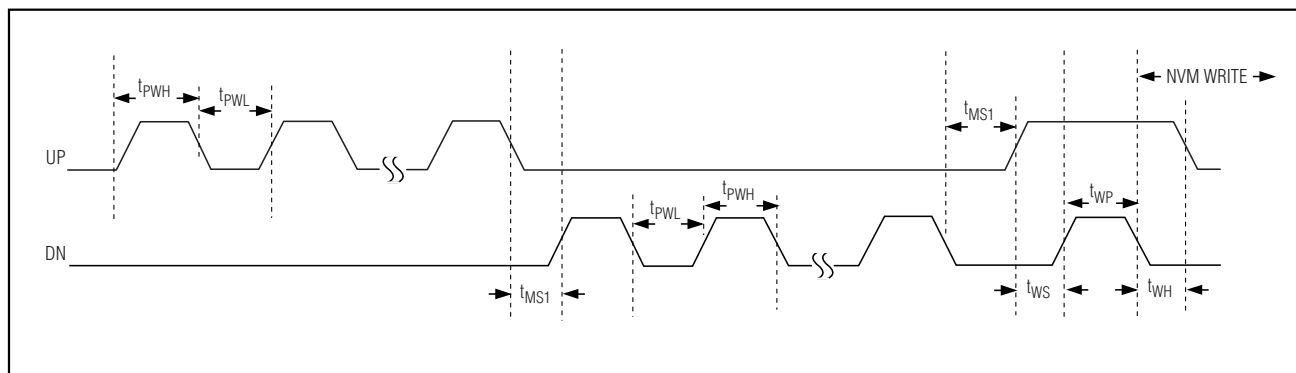 tPWH
tPWL
NVM WRITE
tMS1
UP
tPWL
tPWH
tWP
DN
tMS1
tWS
tWH